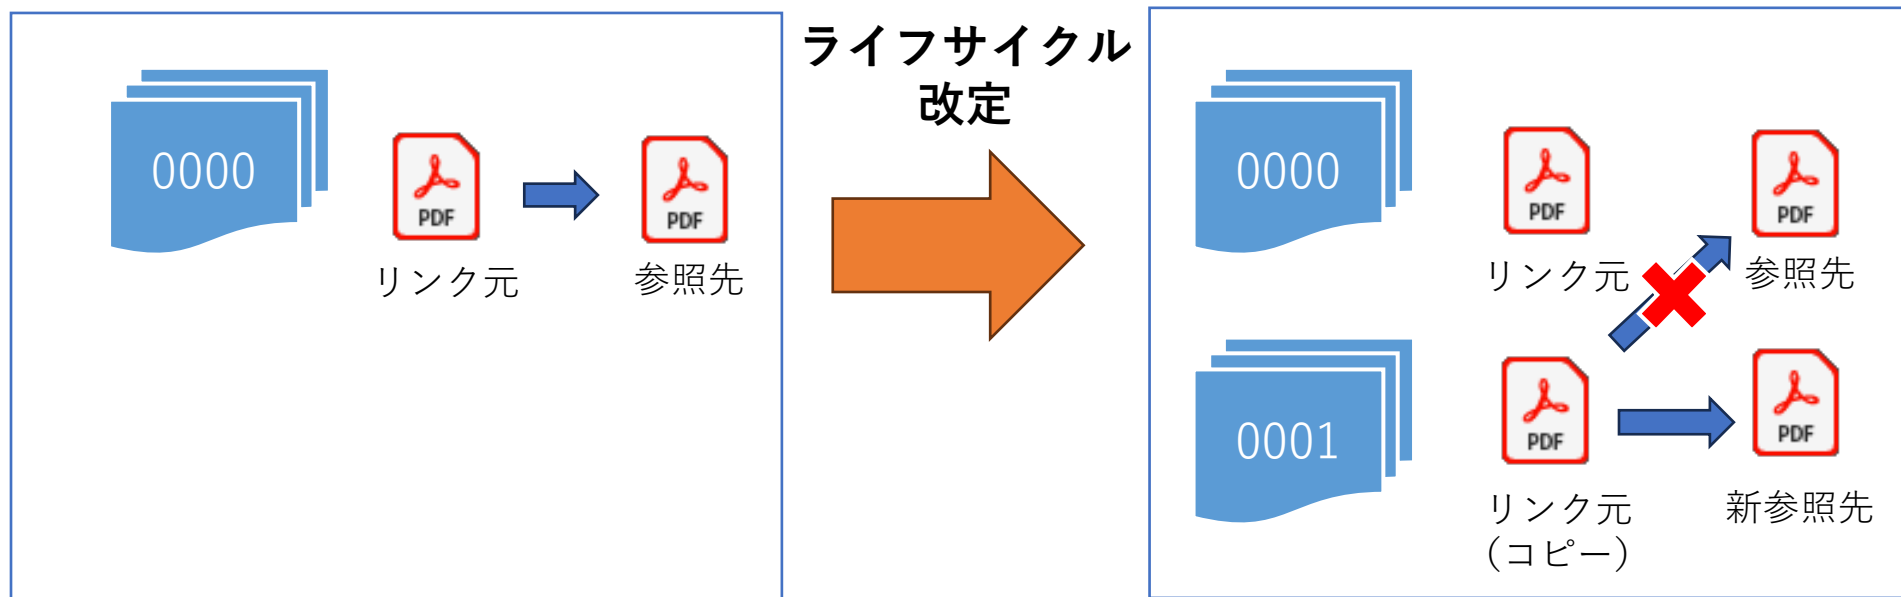 0000
PDF
リンク元
PDF
参照先
ライフサイクル
改定
0000
PDF
リンク元
PDF
参照先
0001
PDF
リンク元
(コピー)
PDF
新参照先